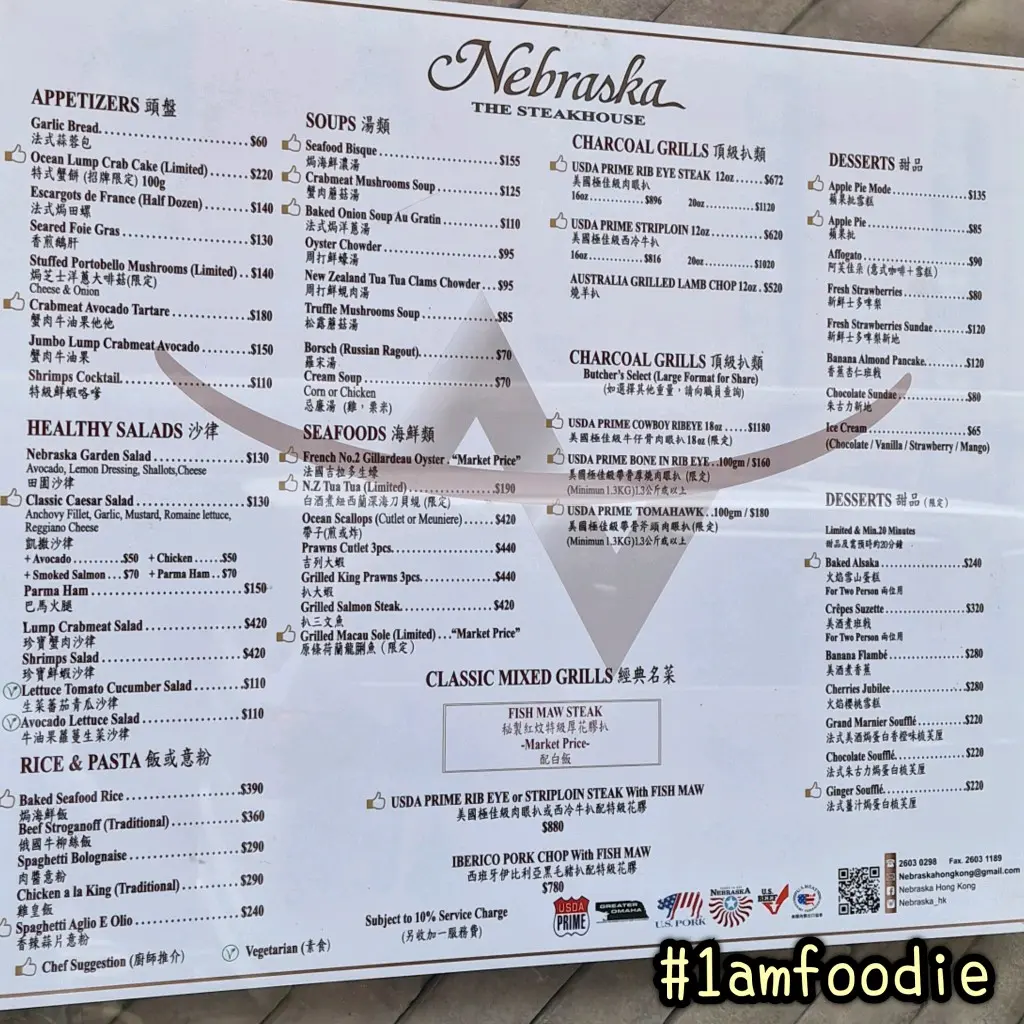 Nebraska
THE STEAKHOUSE
APPETIZERS 頭盤
Garlic Bread. $60
法式蒜蓉包
Ocean Lump Crab Cake (Limited) $220
特式蟹餅 (招牌限定) 100g
Escargots de France (Half Dozen) $140
法式焗田螺
Seared Foie Gras $130
香煎鵝肝
Stuffed Portobello Mushrooms (Limited) $140
焗芝士洋蔥大啡菇(限定)
Cheese & Onion
Crabmeat Avocado Tartare $180
蟹肉牛油果他他
Jumbo Lump Crabmeat Avocado $150
蟹肉牛油果
Shrimps Cocktail. $110
特級鮮蝦咯嗲
HEALTHY SALADS 沙律
Nebraska Garden Salad $130
Avocado, Lemon Dressing, Shallots,Cheese
田園沙律
Classic Caesar Salad $130
Anchovy Fillet, Garlic, Mustard, Romaine lettuce,
Reggiano Cheese
凱撒沙律
+ Avocado $50 + Chicken $50
+ Smoked Salmon $70 + Parma Ham $70
Parma Ham $150
巴馬火腿
Lump Crabmeat Salad $420
珍寶蟹肉沙律
Shrimps Salad $420
珍寶鮮蝦沙律
Lettuce Tomato Cucumber Salad $110
生菜蕃茄青瓜沙律
Avocado Lettuce Salad $110
牛油果蘿蔓生菜沙律
RICE & PASTA 飯或意粉
Baked Seafood Rice $390
焗海鮮飯
Beef Stroganoff (Traditional) $360
俄國牛柳絲飯
Spaghetti Bolognaise $290
肉醬意粉
Chicken a la King (Traditional) $290
雞皇飯
Spaghetti Aglio E Olio $240
香辣蒜片意粉
Chef Suggestion (廚師推介)
V Vegetarian (素食)
SOUPS 湯類
Seafood Bisque $155
焗海鮮濃湯
Crabmeat Mushrooms Soup $125
蟹肉蘑菇湯
Baked Onion Soup Au Gratin $110
法式焗洋蔥湯
Oyster Chowder $95
周打鮮蠔湯
New Zealand Tua Tua Clams Chowder $95
周打鮮蜆肉湯
Truffle Mushrooms Soup $85
松露蘑菇湯
Borsch (Russian Ragout). $70
羅宋湯
Cream Soup $70
Corn or Chicken
忌廉湯 (雞，粟米)
SEAFOODS 海鮮類
French No.2 Gillardeau Oyster "Market Price"
法國吉拉多生蠔
N.Z Tua Tua (Limited) $190
白酒煮紐西蘭深海刀貝蜆 (限定)
Ocean Scallops (Cutlet or Meuniere) $420
帶子(煎或炸)
Prawns Cutlet 3pcs. $440
吉列大蝦
Grilled King Prawns 3pcs. $440
扒大蝦
Grilled Salmon Steak. $420
扒三文魚
Grilled Macau Sole (Limited) "Market Price"
原條荷蘭龍脷魚 (限定)
CHARCOAL GRILLS 頂級扒類
USDA PRIME RIB EYE STEAK 12oz $672
美國極佳級肉眼扒
16oz $896 20oz $1120
USDA PRIME STRIPLOIN 12oz $620
美國極佳級西冷牛扒
16oz $816 20oz $1020
AUSTRALIA GRILLED LAMB CHOP 12oz $520
燒羊扒
CHARCOAL GRILLS 頂級扒類
Butcher's Select (Large Format for Share)
(如選擇其他重量，請向職員查詢)
USDA PRIME COWBOY RIBEYE 18oz $1180
美國極佳級牛仔骨肉眼扒18oz (限定)
USDA PRIME BONE IN RIB EYE 100gm / $160
美國極佳級帶骨厚燒肉眼扒 (限定)
(Minimun 1.3KG)1.3公斤或以上
USDA PRIME TOMAHAWK 100gm / $180
美國極佳級帶骨斧頭肉眼扒(限定)
(Minimun 1.3KG)1.3公斤或以上
CLASSIC MIXED GRILLS 經典名菜
FISH MAW STEAK
秘製紅炆特級厚花膠扒
-Market Price-
配白飯
USDA PRIME RIB EYE or STRIPLOIN STEAK With FISH MAW
美國極佳級肉眼扒或西冷牛扒配特級花膠
$880
IBERICO PORK CHOP With FISH MAW
西班牙伊比利亞黑毛豬扒配特級花膠
$780
Subject to 10% Service Charge
(另收加一服務費)
USDA
PRIME
GREATER
OMAHA
U.S. PORK
NEBRASKA
U.S.
DESSERTS 甜品
Apple Pie Mode $135
蘋果批雪糕
Apple Pie $85
蘋果批
Affogato $90
阿芙佳朵 (意式咖啡+雪糕)
Fresh Strawberries $80
新鮮士多啤梨
Fresh Strawberries Sundae $120
新鮮士多啤梨新地
Banana Almond Pancake. $120
香蕉杏仁班戟
Chocolate Sundae $80
朱古力新地
Ice Cream $65
(Chocolate / Vanilla / Strawberry / Mango)
DESSERTS 甜品 (限定)
Limited & Min.20 Minutes
甜品及需預時約20分鐘
Baked Alsaka $240
火焰雪山蛋糕
For Two Person 兩位用
Crêpes Suzette $320
美酒煮班戟
For Two Person 兩位用
Banana Flambé $280
美酒煮香蕉
Cherries Jubilee $280
火焰櫻桃雪糕
Grand Marnier Soufflé $220
法式美酒焗蛋白香橙味梳芙厘
Chocolate Soufflé. $220
法式朱古力焗蛋白梳芙厘
Ginger Soufflé. $220
法式薑汁焗蛋白梳芙厘
2603 0298 Fax. 2603 1189
Nebraskahongkong@gmail.com
Nebraska Hong Kong
Nebraska_hk
#1amfoodie